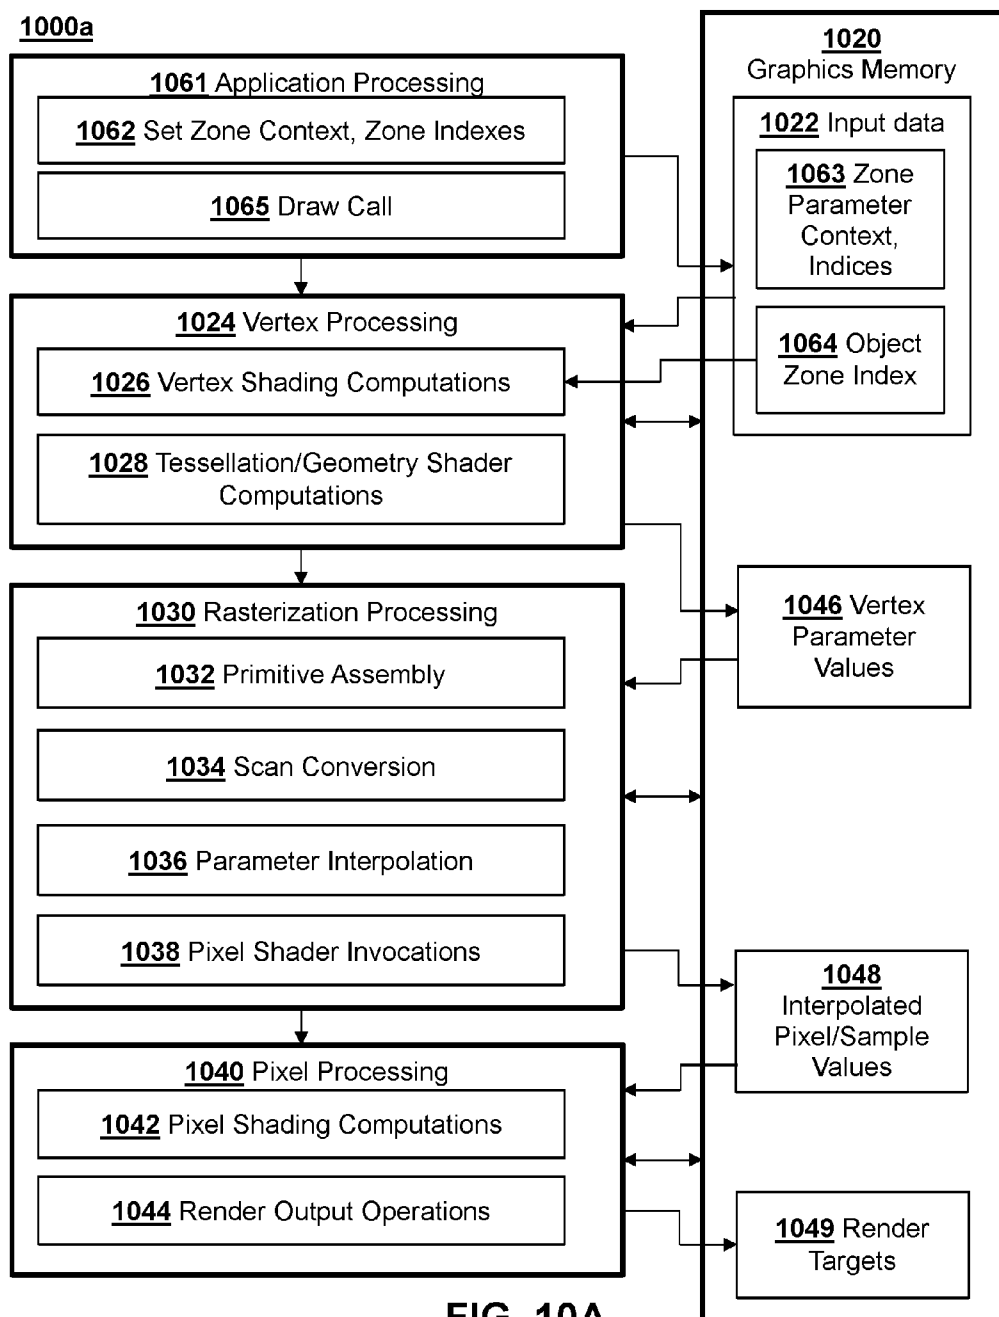 1000a
1061 Application Processing
1062 Set Zone Context, Zone Indexes
1065 Draw Call
1024 Vertex Processing
1026 Vertex Shading Computations
1028 Tessellation/Geometry Shader
Computations
1030 Rasterization Processing
1032 Primitive Assembly
1034 Scan Conversion
1036 Parameter Interpolation
1038 Pixel Shader Invocations
1040 Pixel Processing
1042 Pixel Shading Computations
1044 Render Output Operations
1020
Graphics Memory
1022 Input data
1063 Zone
Parameter
Context,
Indices
1064 Object
Zone Index
1046 Vertex
Parameter
Values
1048
Interpolated
Pixel/Sample
Values
1049 Render
Targets
FIG. 10A